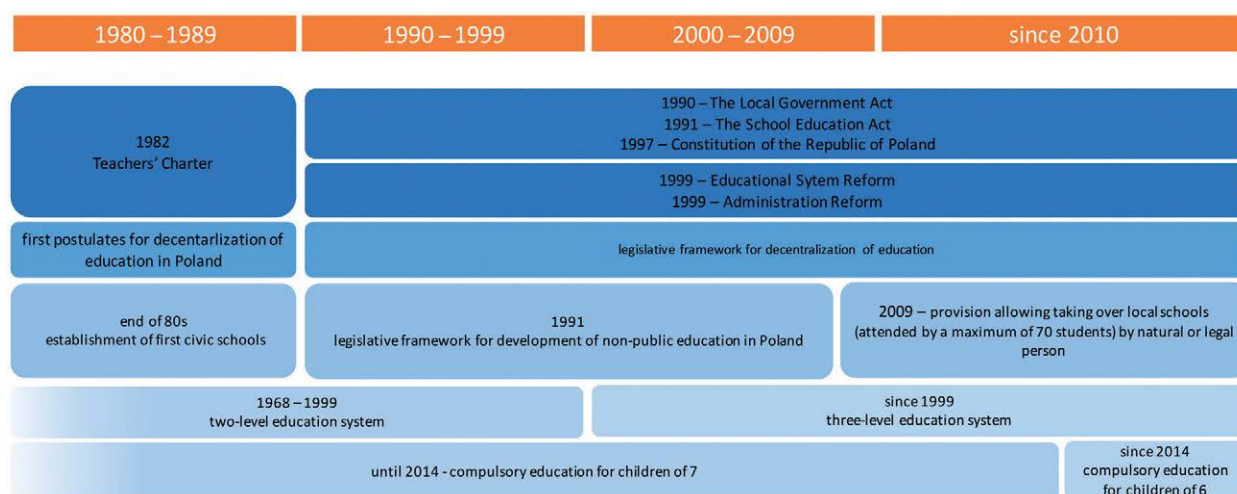 1980 – 1989
1990 – 1999
2000 – 2009
since 2010
1982
Teachers' Charter
1990 – The Local Government Act
1991 – The School Education Act
1997 – Constitution of the Republic of Poland
1999 – Educational Sytem Reform
1999 – Administration Reform
first postulates for decentarlization of
education in Poland
legislative framework for decentralization of education
end of 80s
establishment of first civic schools
1991
legislative framework for development of non-public education in Poland
2009 – provision allowing taking over local schools
(attended by a maximum of 70 students) by natural or legal
person
1968 – 1999
two-level education system
since 1999
three-level education system
until 2014 - compulsory education for children of 7
since 2014
compulsory education
for children of 6